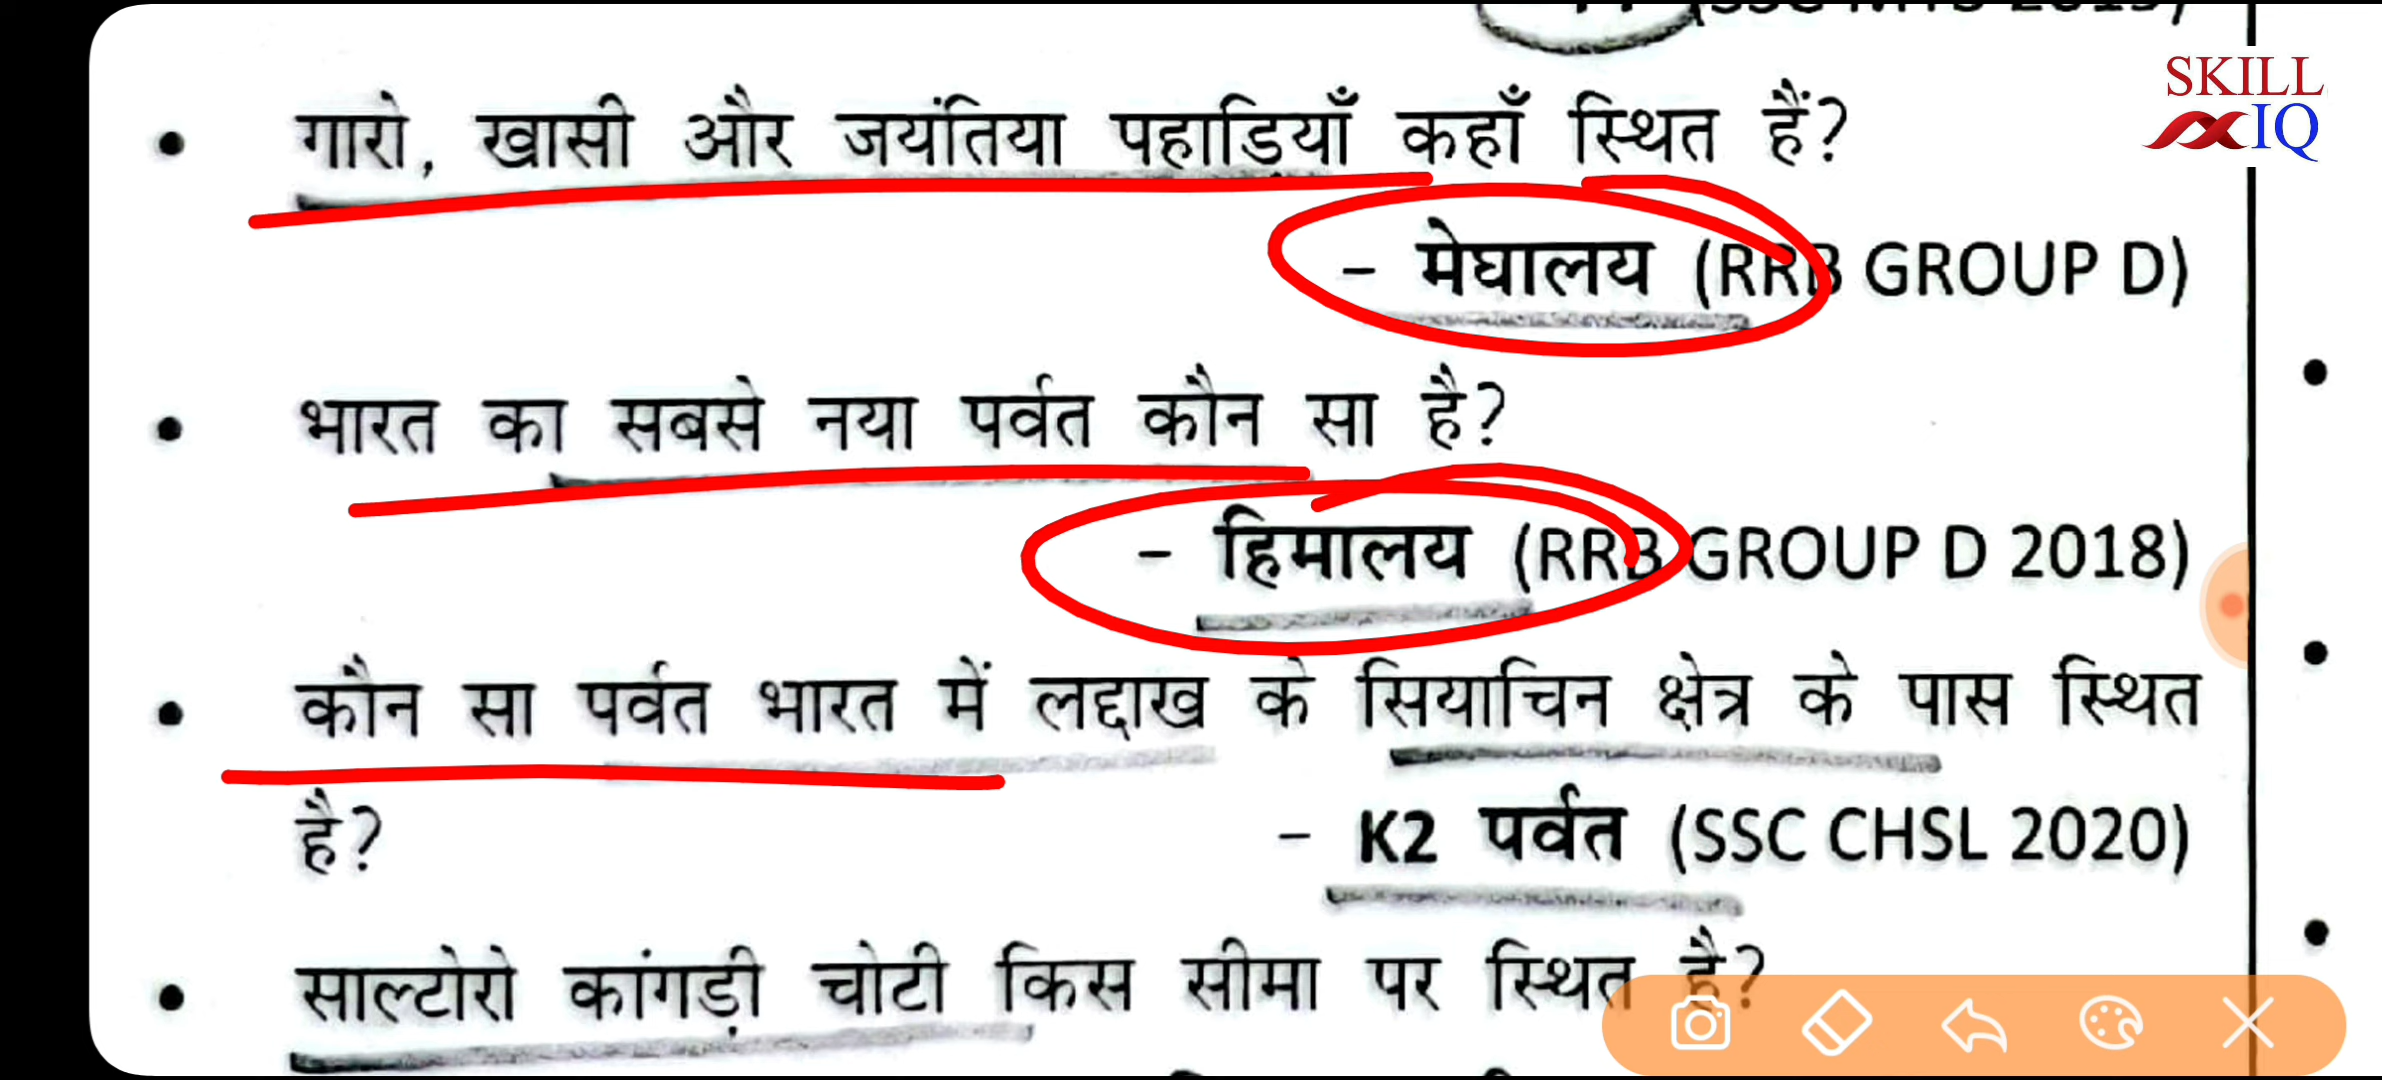 SKILL
IQ
• गारो, खासी और जयंतिया पहाड़ियाँ कहाँ स्थित हैं?
– मेघालय (RRB GROUP D)
• भारत का सबसे नया पर्वत कौन सा है?
– हिमालय (RRB GROUP D 2018)
• कौन सा पर्वत भारत में लद्दाख के सियाचिन क्षेत्र के पास स्थित
है? – K2 पर्वत (SSC CHSL 2020)
• साल्टोरो कांगड़ी चोटी किस सीमा पर स्थित है?